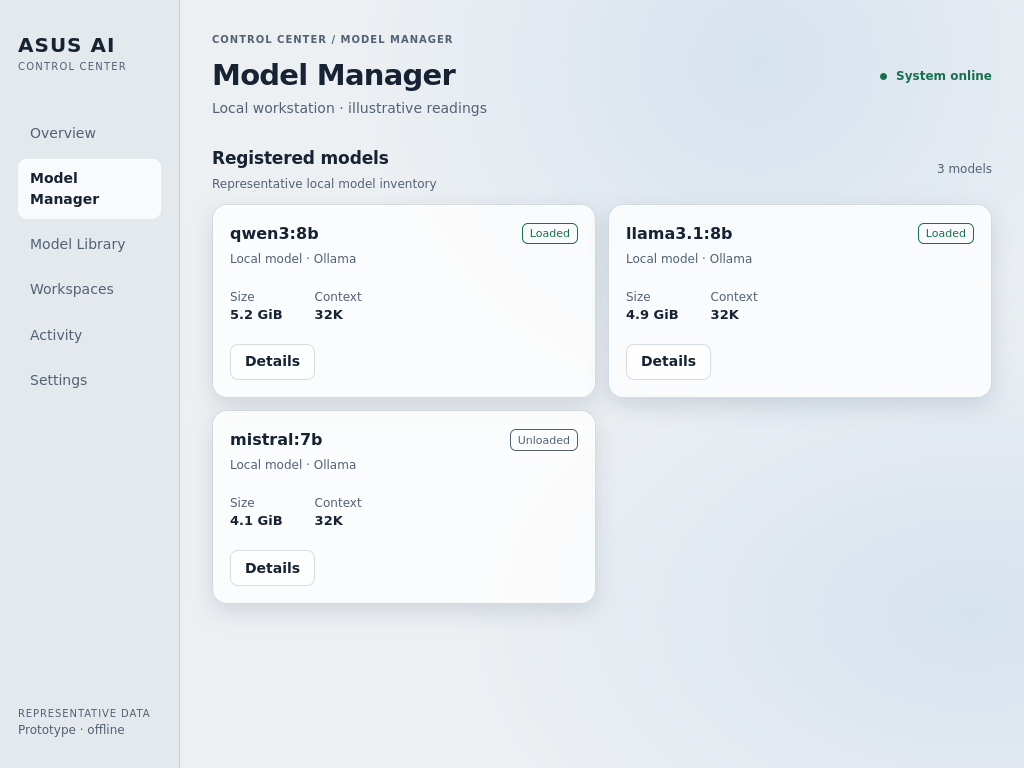 ASUS AI
CONTROL CENTER
Overview
Model
Manager
Model Library
Workspaces
Activity
Settings
REPRESENTATIVE DATA
Prototype · offline
CONTROL CENTER / MODEL MANAGER
Model Manager
Local workstation · illustrative readings
System online
Registered models
Representative local model inventory
3 models
qwen3:8b
Loaded
Local model · Ollama
Size Context
5.2 GiB 32K
Details
llama3.1:8b
Loaded
Local model · Ollama
Size Context
4.9 GiB 32K
Details
mistral:7b
Unloaded
Local model · Ollama
Size Context
4.1 GiB 32K
Details